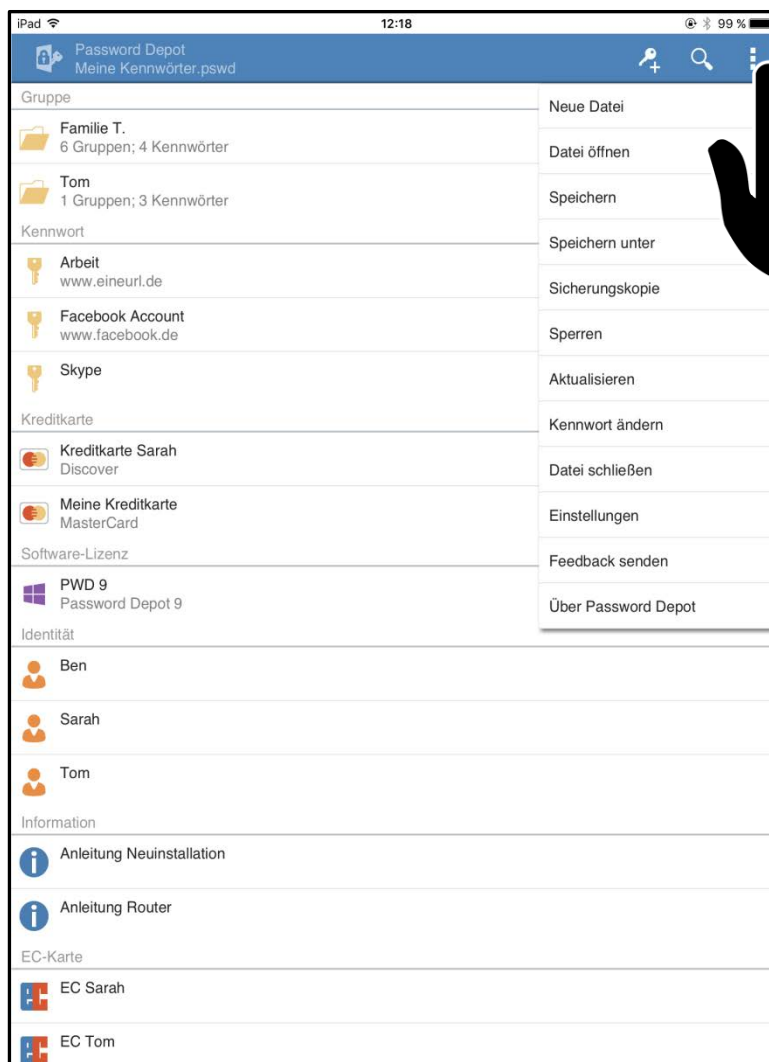 iPad 12:18 99 %
Password Depot
Meine Kennwörter.pswd
Gruppe
Familie T.
6 Gruppen; 4 Kennwörter
Tom
1 Gruppen; 3 Kennwörter
Kennwort
Arbeit
www.eineurl.de
Facebook Account
www.facebook.de
Skype
Kreditkarte
Kreditkarte Sarah
Discover
Meine Kreditkarte
MasterCard
Software-Lizenz
PWD 9
Password Depot 9
Identität
Ben
Sarah
Tom
Information
Anleitung Neuinstallation
Anleitung Router
EC-Karte
EC Sarah
EC Tom
Neue Datei
Datei öffnen
Speichern
Speichern unter
Sicherungskopie
Sperren
Aktualisieren
Kennwort ändern
Datei schließen
Einstellungen
Feedback senden
Über Password Depot